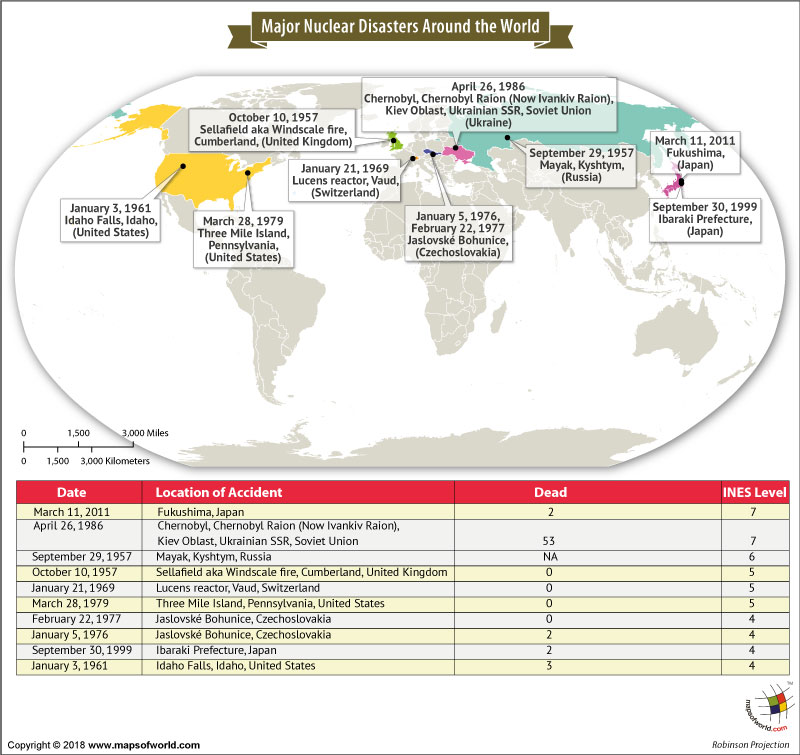 Major Nuclear Disasters Around the World
April 26, 1986
Chernobyl, Chernobyl Raion (Now Ivankiv Raion),
Kiev Oblast, Ukrainian SSR, Soviet Union
(Ukraine)
October 10, 1957
Sellafield aka Windscale fire,
Cumberland, (United Kingdom)
March 11, 2011
Fukushima,
(Japan)
September 29, 1957
Mayak, Kyshtym,
(Russia)
January 21, 1969
Lucens reactor, Vaud,
(Switzerland)
January 3, 1961
Idaho Falls, Idaho,
(United States)
March 28, 1979
Three Mile Island,
Pennsylvania,
(United States)
January 5, 1976,
February 22, 1977
Jaslovské Bohunice,
(Czechoslovakia)
September 30, 1999
Ibaraki Prefecture,
(Japan)
0 1,500 3,000 Miles
0 1,500 3,000 Kilometers
Date Location of Accident Dead INES Level
March 11, 2011 Fukushima, Japan 2 7
April 26, 1986 Chernobyl, Chernobyl Raion (Now Ivankiv Raion),
Kiev Oblast, Ukrainian SSR, Soviet Union 53 7
September 29, 1957 Mayak, Kyshtym, Russia NA 6
October 10, 1957 Sellafield aka Windscale fire, Cumberland, United Kingdom 0 5
January 21, 1969 Lucens reactor, Vaud, Switzerland 0 5
March 28, 1979 Three Mile Island, Pennsylvania, United States 0 5
February 22, 1977 Jaslovské Bohunice, Czechoslovakia 0 4
January 5, 1976 Jaslovské Bohunice, Czechoslovakia 2 4
September 30, 1999 Ibaraki Prefecture, Japan 2 4
January 3, 1961 Idaho Falls, Idaho, United States 3 4
TM
mapsofworld.com
Copyright © 2018 www.mapsofworld.com
Robinson Projection